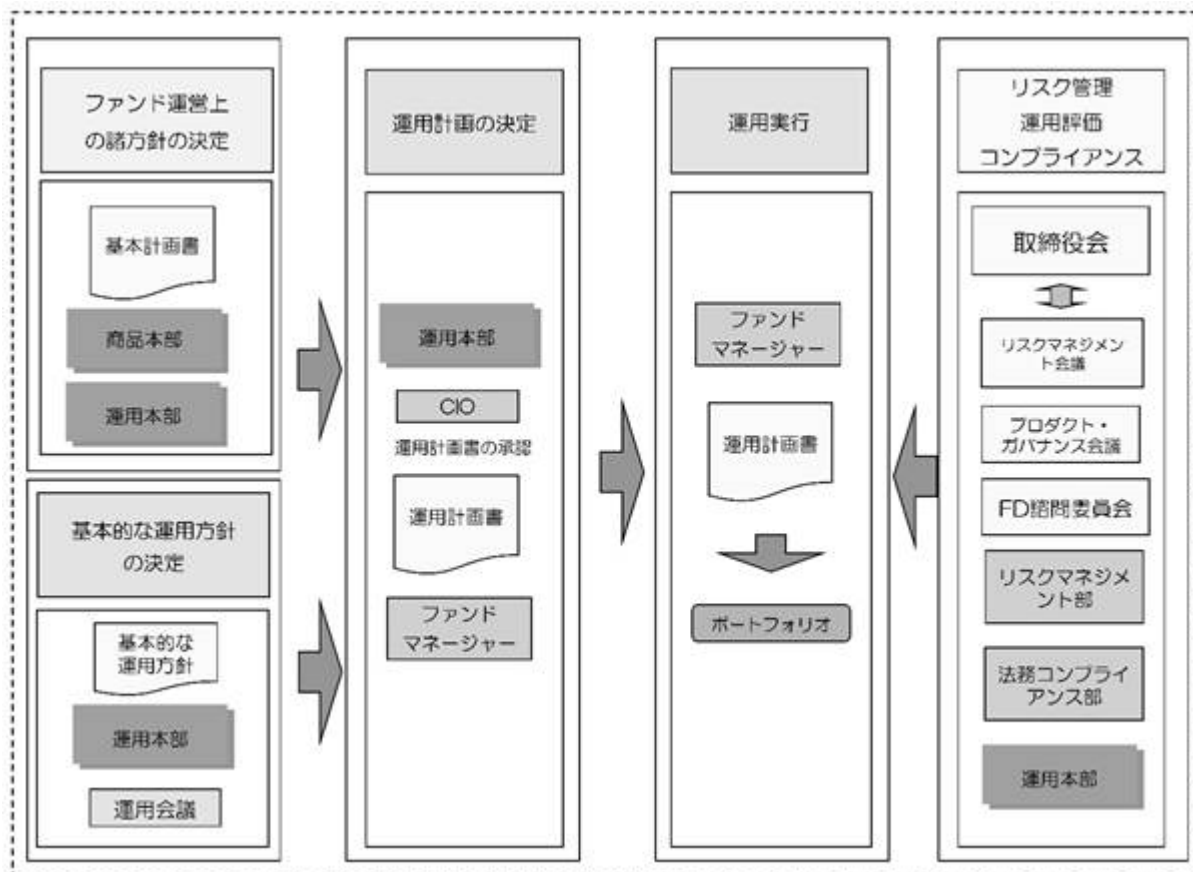 ファンド運営上
の諸方針の決定
基本計画書
商品本部
運用本部
基本的な運用方針
の決定
基本的な
運用方針
運用本部
運用会議
運用計画の決定
運用本部
CIO
運用計画書の承認
運用計画書
ファンド
マネージャー
運用実行
ファンド
マネージャー
運用計画書
ポートフォリオ
リスク管理
運用評価
コンプライアンス
取締役会
リスクマネジメン
ト会議
プロダクト・
ガバナンス会議
FD諮問委員会
リスクマネジメ
ント部
法務コンプライ
アンス部
運用本部